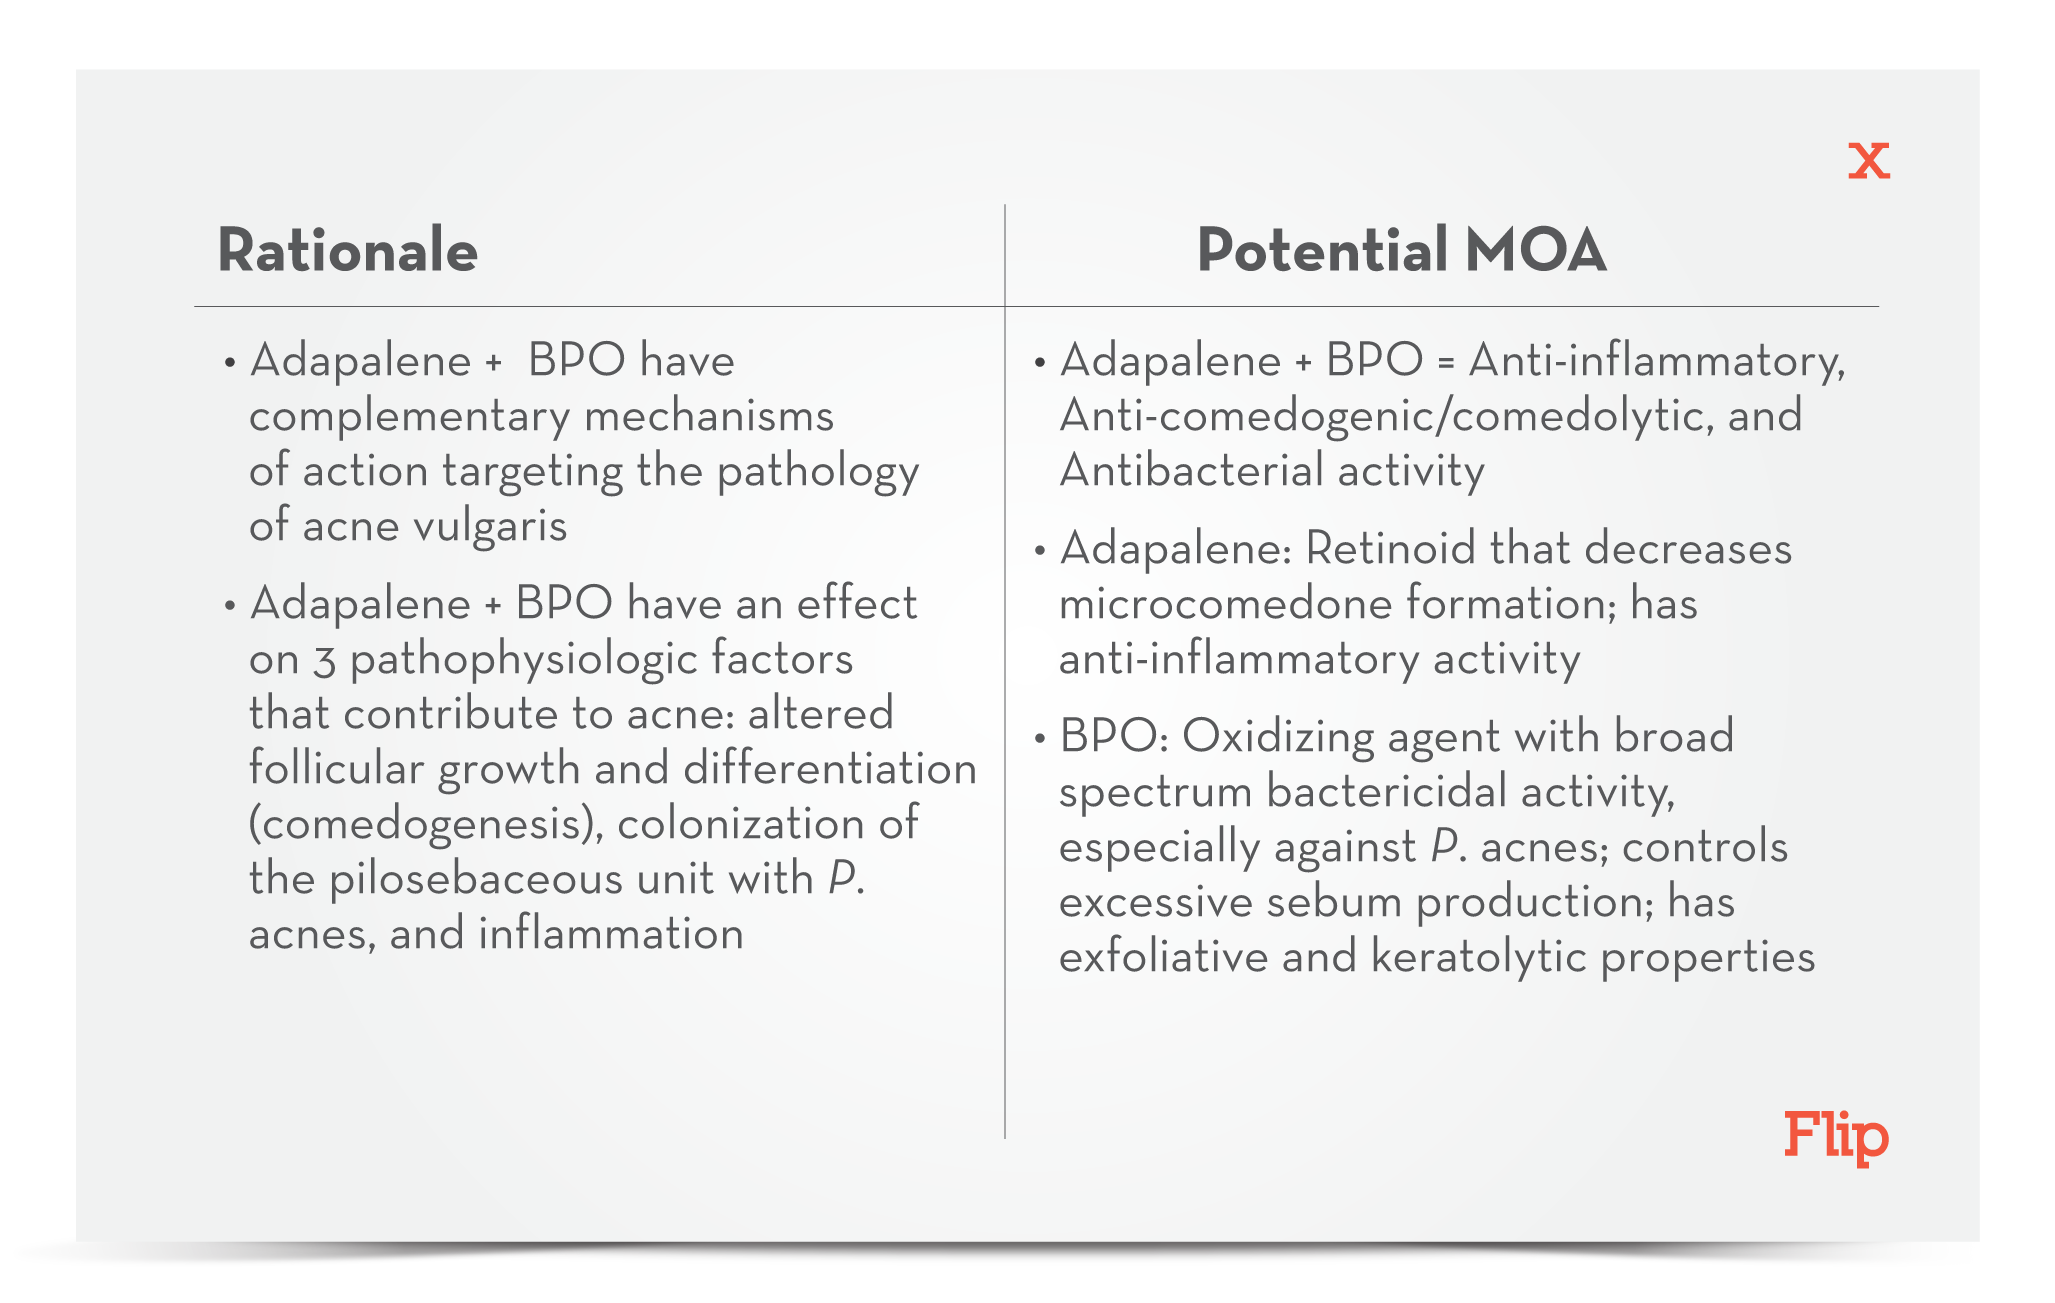 x
Rationale
• Adapalene + BPO have
complementary mechanisms
of action targeting the pathology
of acne vulgaris
• Adapalene + BPO have an effect
on 3 pathophysiologic factors
that contribute to acne: altered
follicular growth and differentiation
(comedogenesis), colonization of
the pilosebaceous unit with P.
acnes, and inflammation
Potential MOA
• Adapalene + BPO = Anti-inflammatory,
Anti-comedogenic/comedolytic, and
Antibacterial activity
• Adapalene: Retinoid that decreases
microcomedone formation; has
anti-inflammatory activity
• BPO: Oxidizing agent with broad
spectrum bactericidal activity,
especially against P. acnes; controls
excessive sebum production; has
exfoliative and keratolytic properties
Flip